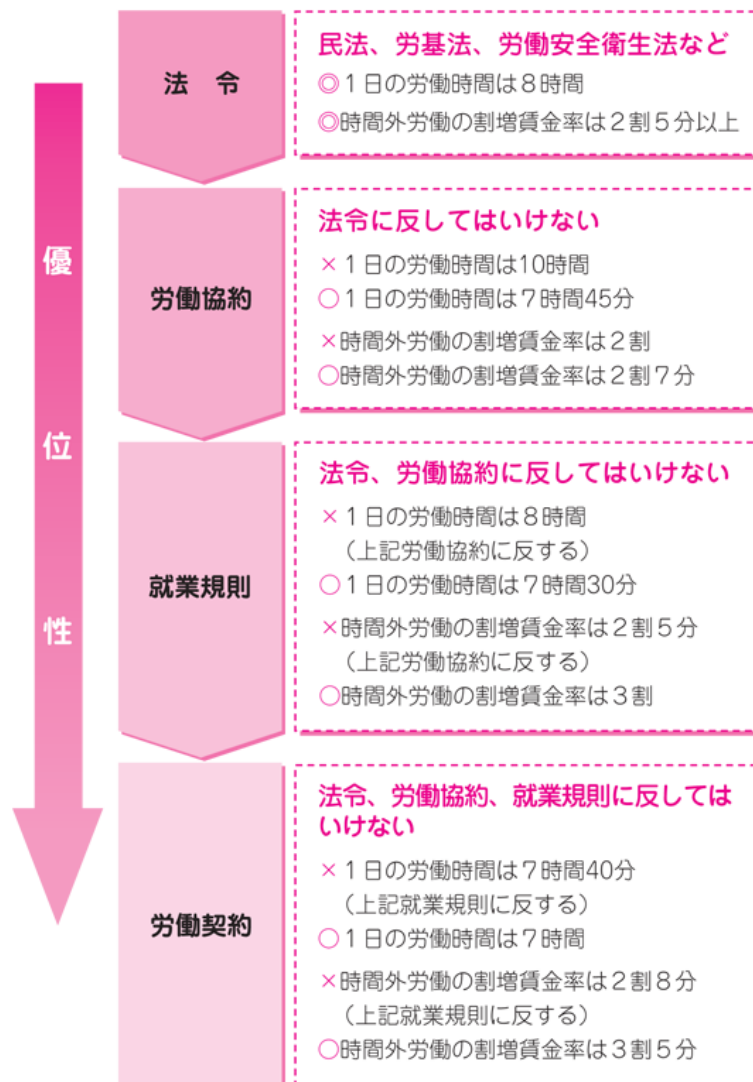 優
位
性
法　令
民法、労基法、労働安全衛生法など
◎１日の労働時間は８時間
◎時間外労働の割増賃金率は２割５分以上
労働協約
法令に反してはいけない
×１日の労働時間は10時間
○１日の労働時間は７時間45分
×時間外労働の割増賃金率は２割
○時間外労働の割増賃金率は２割７分
就業規則
法令、労働協約に反してはいけない
×１日の労働時間は８時間
（上記労働協約に反する）
○１日の労働時間は７時間30分
×時間外労働の割増賃金率は２割５分
（上記労働協約に反する）
○時間外労働の割増賃金率は３割
労働契約
法令、労働協約、就業規則に反しては
いけない
×１日の労働時間は７時間40分
（上記就業規則に反する）
○１日の労働時間は７時間
×時間外労働の割増賃金率は２割８分
（上記就業規則に反する）
○時間外労働の割増賃金率は３割５分